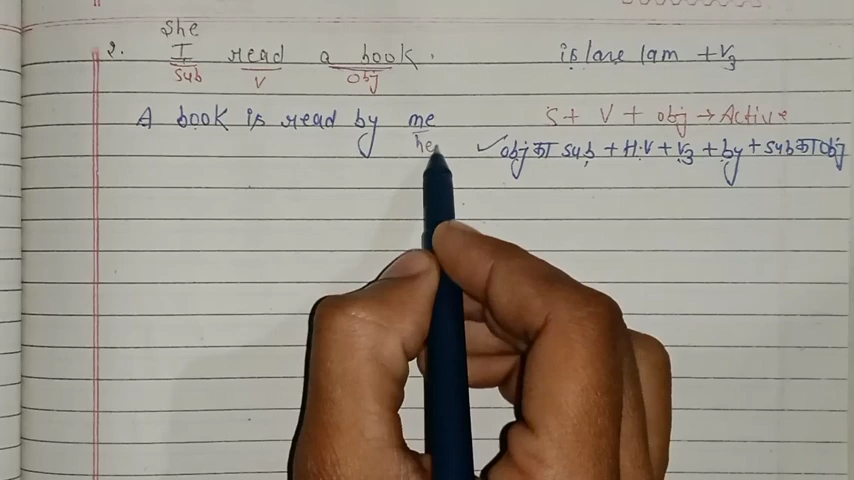 she
2. I read a book. is/are/am + V3
sub V obj
A book is read by me S + V + obj → Active
he ✓obj का sub + H.V + V3 + by + sub का obj